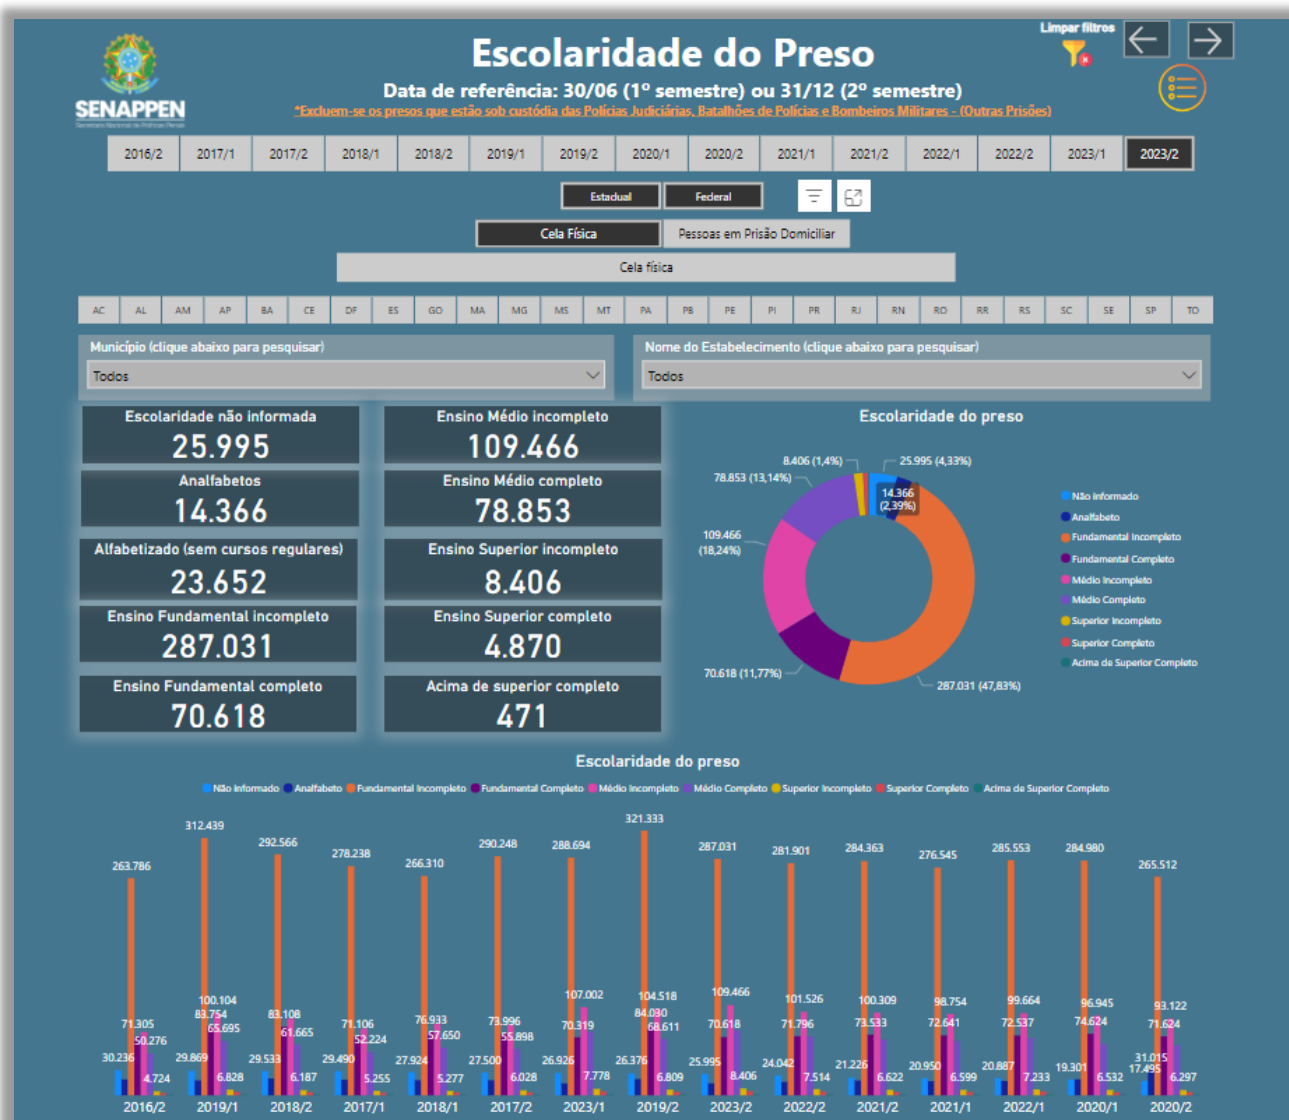 Limpar filtros
SENAPPEN
Escolaridade do Preso
Data de referência: 30/06 (1º semestre) ou 31/12 (2º semestre)
*Excluem-se os presos que estão sob custódia das Polícias Judiciárias, Batalhões de Polícias e Bombeiros Militares - (Outras Prisões)
2016/2 2017/1 2017/2 2018/1 2018/2 2019/1 2019/2 2020/1 2020/2 2021/1 2021/2 2022/1 2022/2 2023/1 2023/2
Estadual Federal
Cela Física Pessoas em Prisão Domiciliar
Cela física
AC AL AM AP BA CE DF ES GO MA MG MS MT PA PB PE PI PR RJ RN RO RR RS SC SE SP TO
Município (clique abaixo para pesquisar)
Todos
Nome do Estabelecimento (clique abaixo para pesquisar)
Todos
Escolaridade não informada
25.995
Analfabetos
14.366
Alfabetizado (sem cursos regulares)
23.652
Ensino Fundamental incompleto
287.031
Ensino Fundamental completo
70.618
Ensino Médio incompleto
109.466
Ensino Médio completo
78.853
Ensino Superior incompleto
8.406
Ensino Superior completo
4.870
Acima de superior completo
471
Escolaridade do preso
8.406 (1,4%)
25.995 (4,33%)
78.853 (13,14%)
14.366
(2,39%)
109.466
(18,24%)
70.618 (11,77%)
287.031 (47,83%)
Não informado
Analfabeto
Fundamental Incompleto
Fundamental Completo
Médio Incompleto
Médio Completo
Superior Incompleto
Superior Completo
Acima de Superior Completo
Escolaridade do preso
Não informado Analfabeto Fundamental Incompleto Fundamental Completo Médio Incompleto Médio Completo Superior Incompleto Superior Completo Acima de Superior Completo
263.786 312.439 292.566 278.238 266.310 290.248 288.694 321.333 287.031 281.901 284.363 276.545 285.553 284.980 265.512
100.104 107.002 104.518 109.466 101.526 100.309 98.754 99.664 96.945 93.122
71.305 83.754 83.108 71.106 76.933 73.996 70.319 84.030 70.618 71.796 73.533 72.641 72.537 74.624 71.624
50.276 65.695 61.665 52.224 57.650 55.898 68.611
30.236 29.869 29.533 29.490 27.924 27.500 26.926 26.376 25.995 24.042 21.226 20.950 20.887 19.301 17.495 31.015
4.724 6.828 6.187 5.255 5.277 6.028 7.778 6.809 8.406 7.514 6.622 6.599 7.233 6.532 6.297
2016/2 2019/1 2018/2 2017/1 2018/1 2017/2 2023/1 2019/2 2023/2 2022/2 2021/2 2021/1 2022/1 2020/1 2020/2